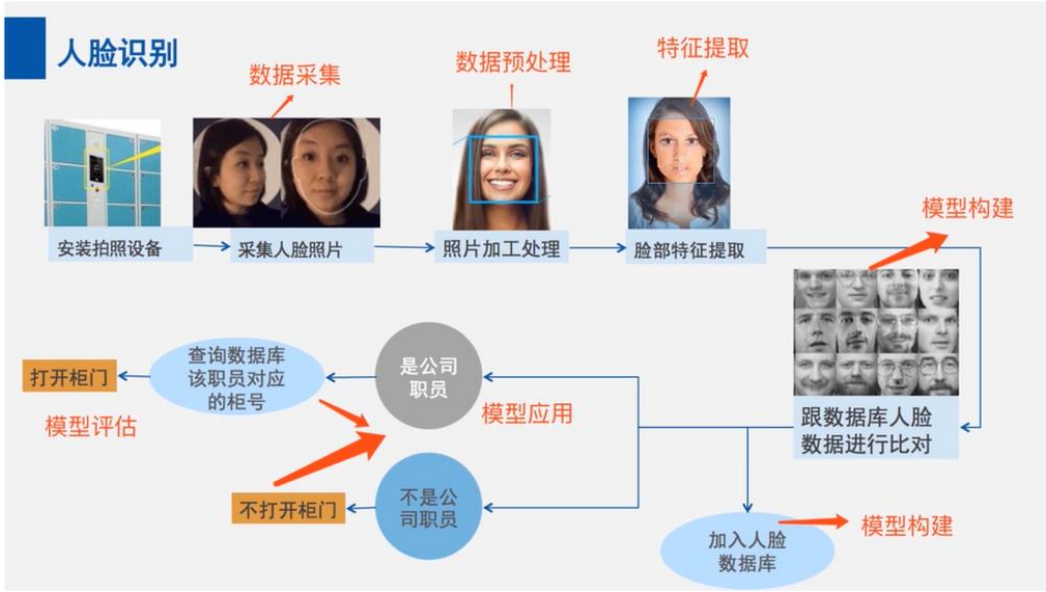 人脸识别
数据采集
数据预处理
特征提取
安装拍照设备
采集人脸照片
照片加工处理
脸部特征提取
模型构建
跟数据库人脸
数据进行比对
是公司
职员
模型应用
查询数据库
该职员对应
的柜号
打开柜门
模型评估
不是公
司职员
不打开柜门
加入人脸
数据库
模型构建